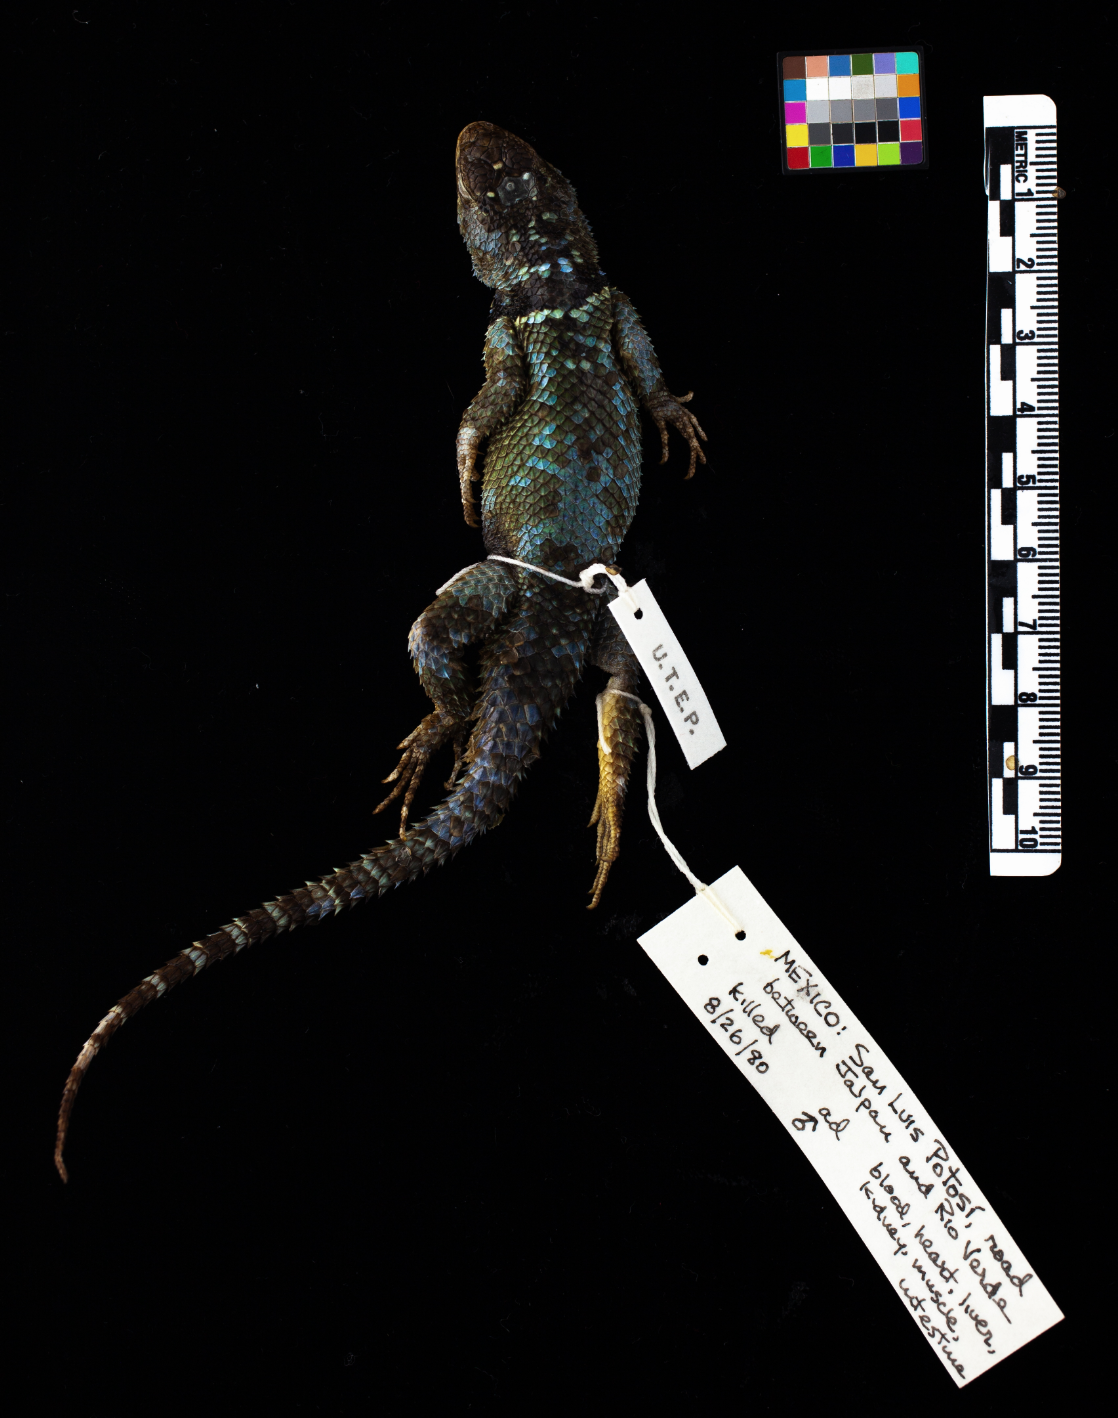 METRIC 1
2
3
4
5
6
7
8
9
10
U.T.E.P.
MEXICO: San Luis Potosí, road
between Jalpan and Rio Verde
killed
8/26/80
ad
♂
blood, heart, liver,
kidney, muscle,
intestine